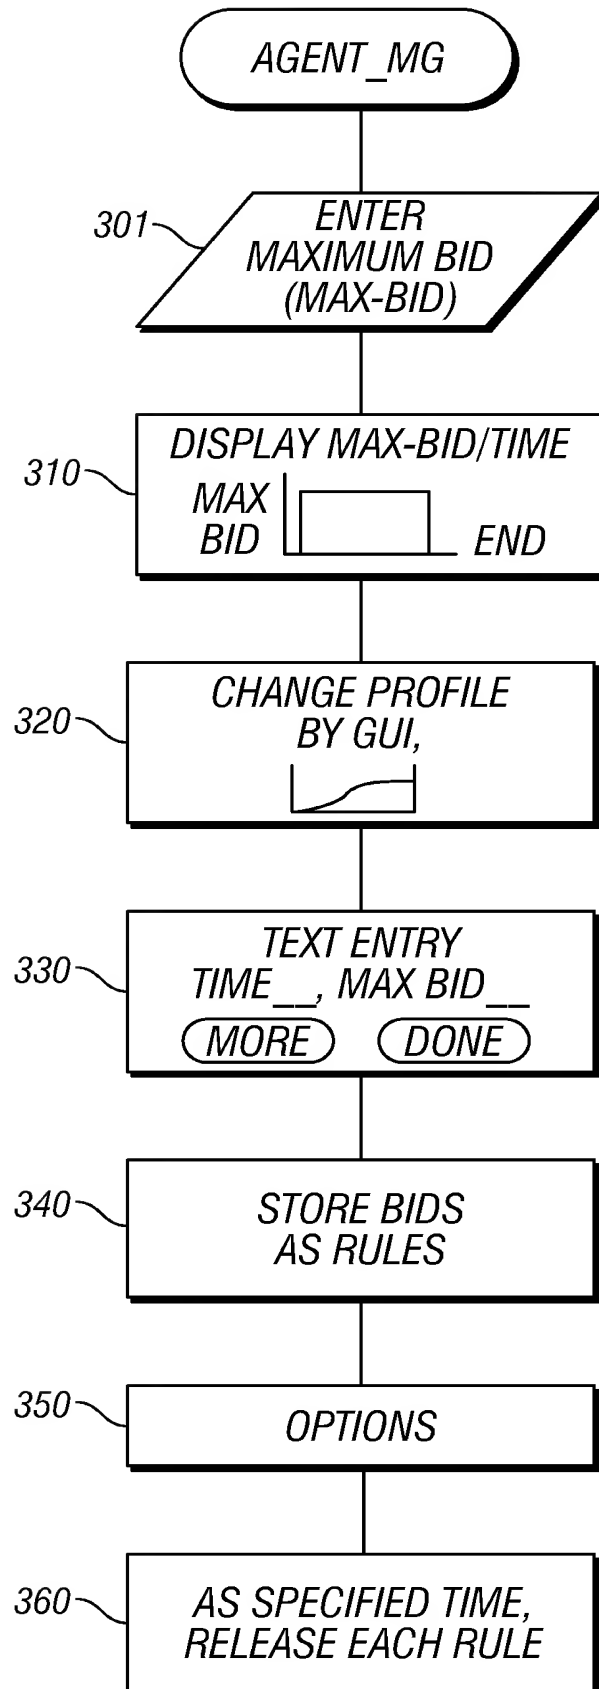 AGENT_MG
301
ENTER
MAXIMUM BID
(MAX-BID)
310
DISPLAY MAX-BID/TIME
MAX
BID
END
320
CHANGE PROFILE
BY GUI,
330
TEXT ENTRY
TIME__, MAX BID__
MORE DONE
340
STORE BIDS
AS RULES
350
OPTIONS
360
AS SPECIFIED TIME,
RELEASE EACH RULE